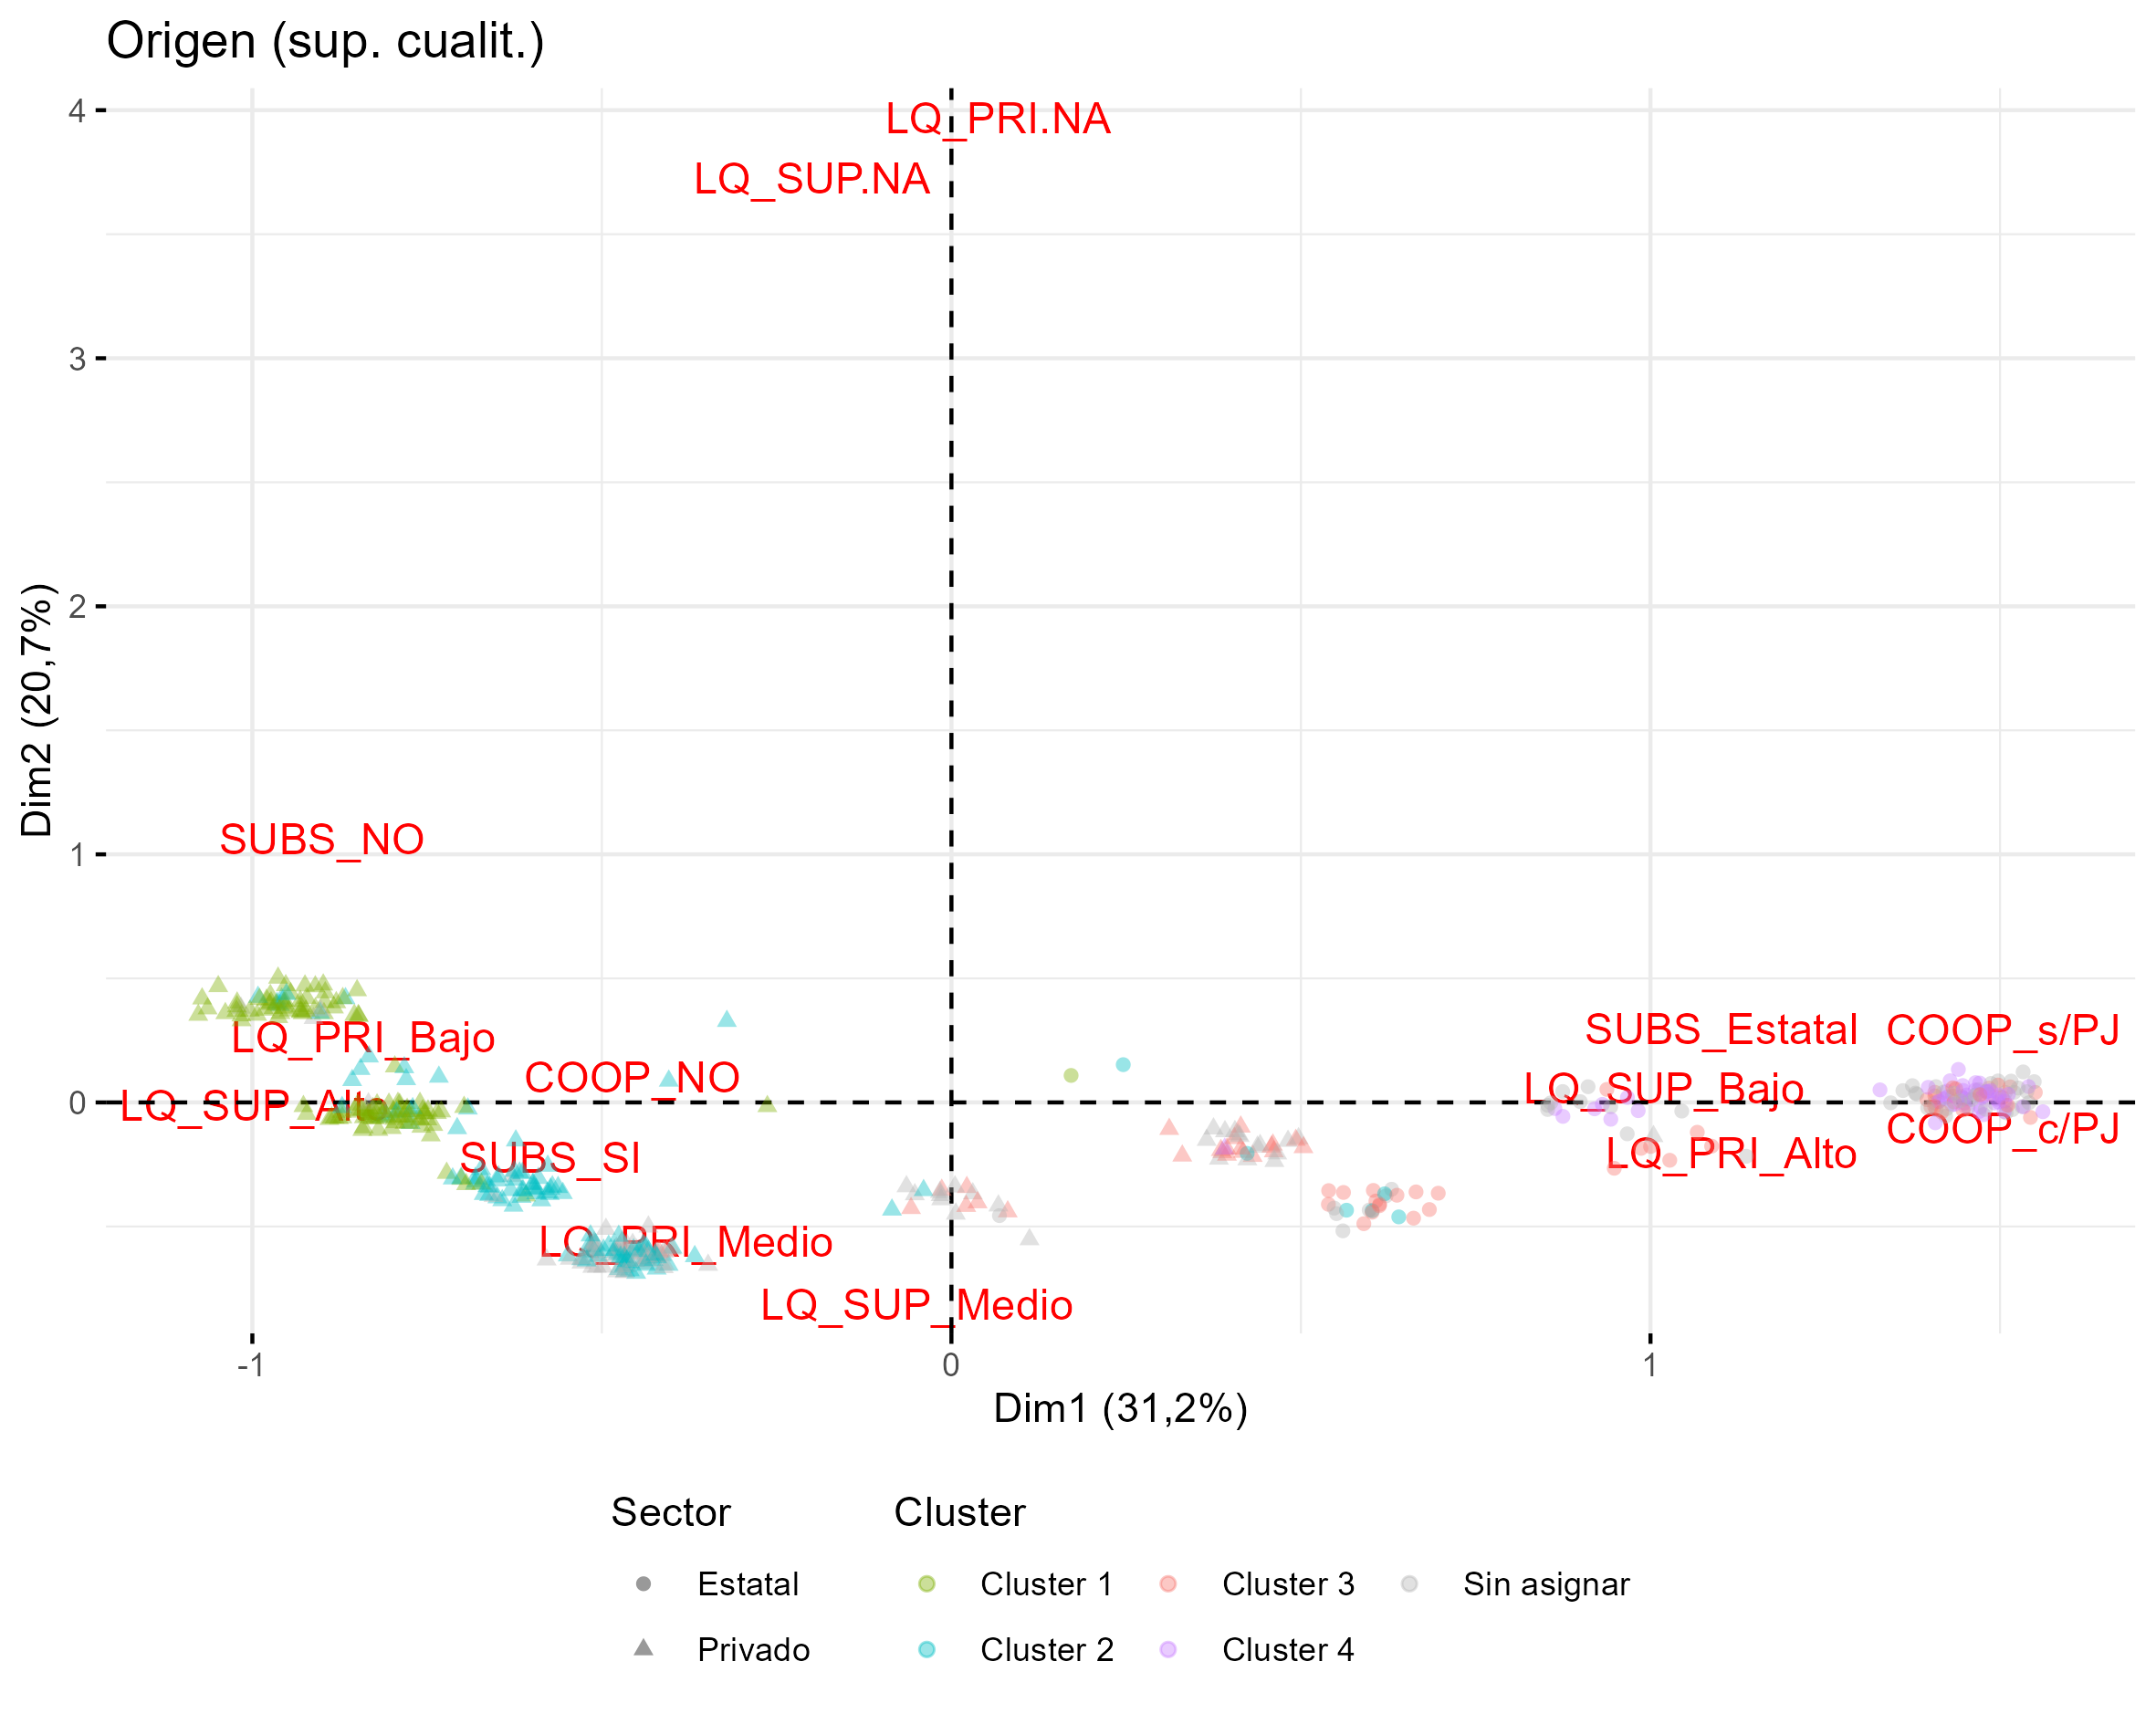 Origen (sup. cualit.)
4
LQ_PRI.NA
LQ_SUP.NA
3
Dim2 (20,7%)
2
1
SUBS_NO
LQ_PRI_Bajo
SUBS_Estatal
COOP_s/PJ
COOP_NO
LQ_SUP_Bajo
0
LQ_SUP_Alto
COOP_c/PJ
SUBS_SI
LQ_PRI_Alto
LQ_PRI_Medio
LQ_SUP_Medio
-1
0
1
Dim1 (31,2%)
Sector
Cluster
Estatal
Cluster 1
Cluster 3
Sin asignar
Privado
Cluster 2
Cluster 4